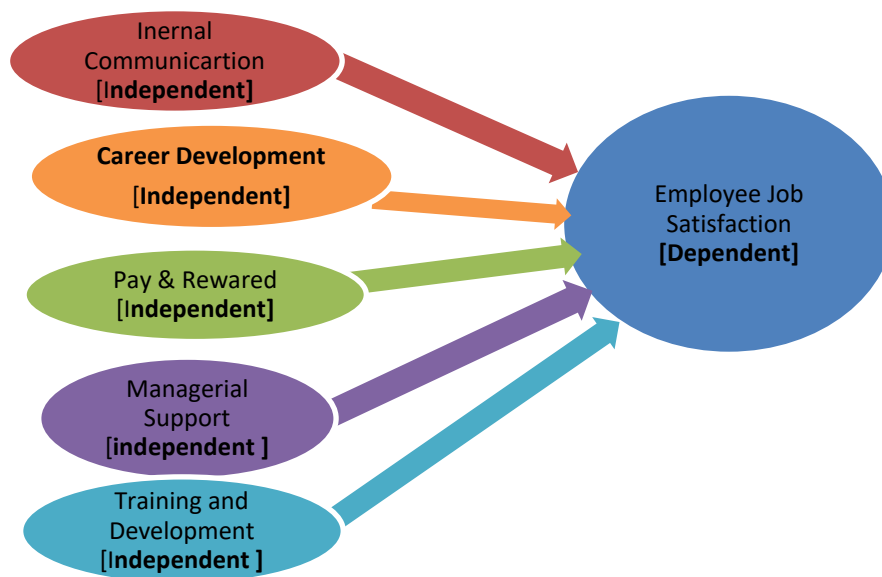 Inernal
Communicartion
[Independent]
Career Development
[Independent]
Pay & Rewared
[Independent]
Managerial
Support
[independent ]
Training and
Development
[Independent ]
Employee Job
Satisfaction
[Dependent]